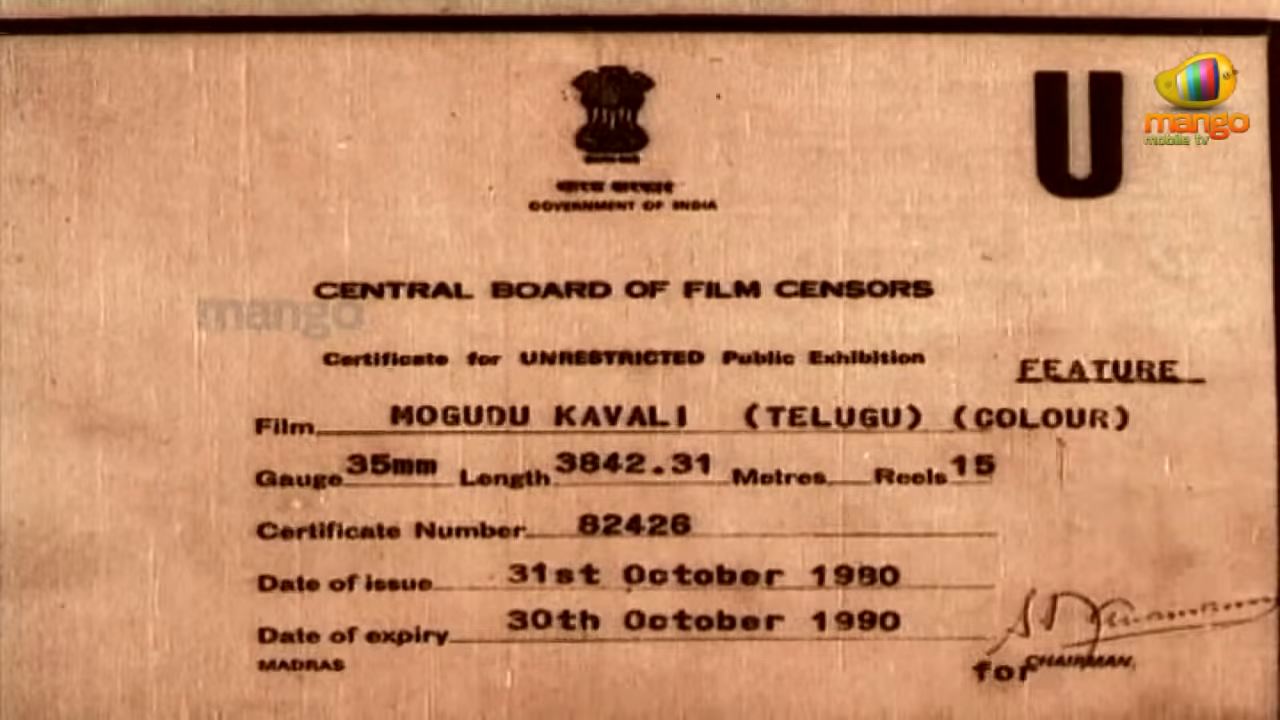 U
mango
mobile tv
भारत सरकार
GOVERNMENT OF INDIA
CENTRAL BOARD OF FILM CENSORS
mango
Certificate for UNRESTRICTED Public Exhibition
FEATURE
Film MOGUDU KAVALI (TELUGU) (COLOUR)
Gauge 35mm Length 3842.31 Metres Reels 15
Certificate Number 82426
Date of issue 31st October 1980
Date of expiry 30th October 1990
MADRAS
for CHAIRMAN